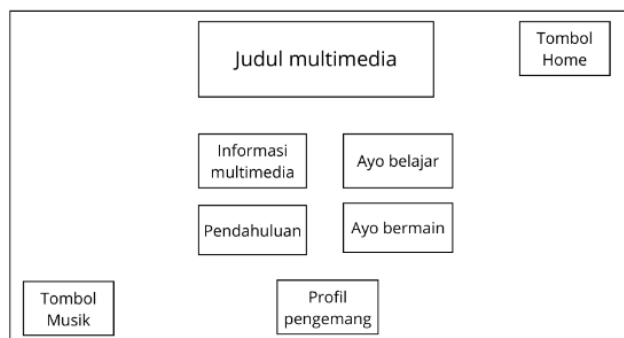 Judul multimedia
Tombol
Home
Informasi
multimedia
Ayo belajar
Pendahuluan
Ayo bermain
Tombol
Musik
Profil
pengemang